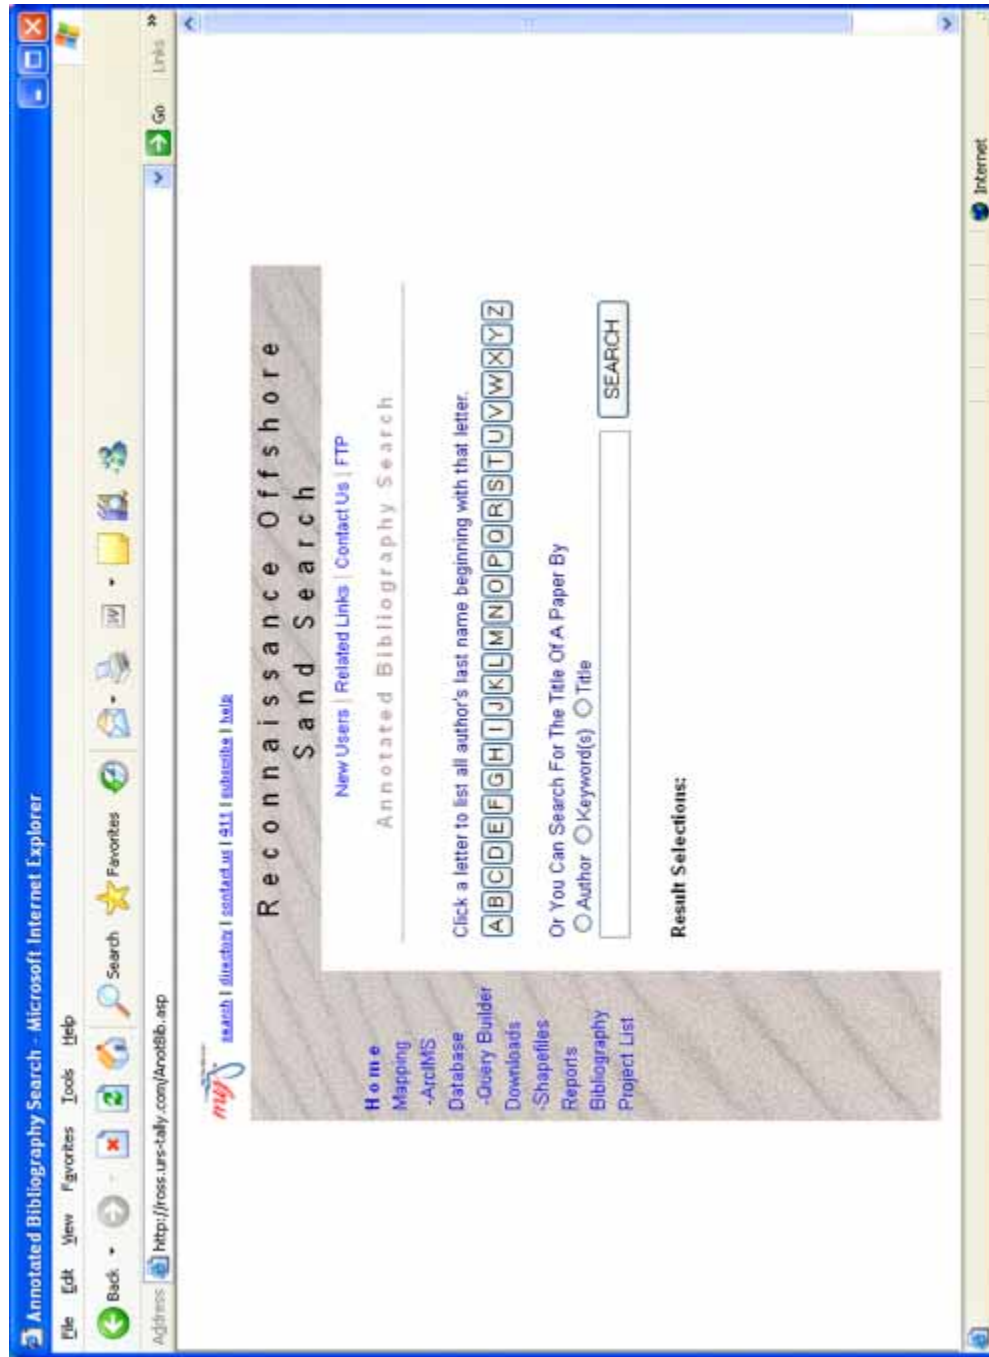 Annotated Bibliography Search - Microsoft Internet Explorer
File Edit View Favorites Tools Help
Back Search Favorites
Address http://ross.urs-tally.com/AnotBib.asp Go Links »
my
search | directory | contact us | 411 | subscribe | help
Reconnaissance Offshore
Sand Search
New Users | Related Links | Contact Us | FTP
Annotated Bibliography Search
Home
Mapping
-ArcIMS
Database
-Query Builder
Downloads
-Shapefiles
Reports
Bibliography
Project List
Click a letter to list all author's last name beginning with that letter.
A B C D E F G H I J K L M N O P Q R S T U V W X Y Z
Or You Can Search For The Title Of A Paper By
Author Keyword(s) Title
SEARCH
Result Selections:
Internet